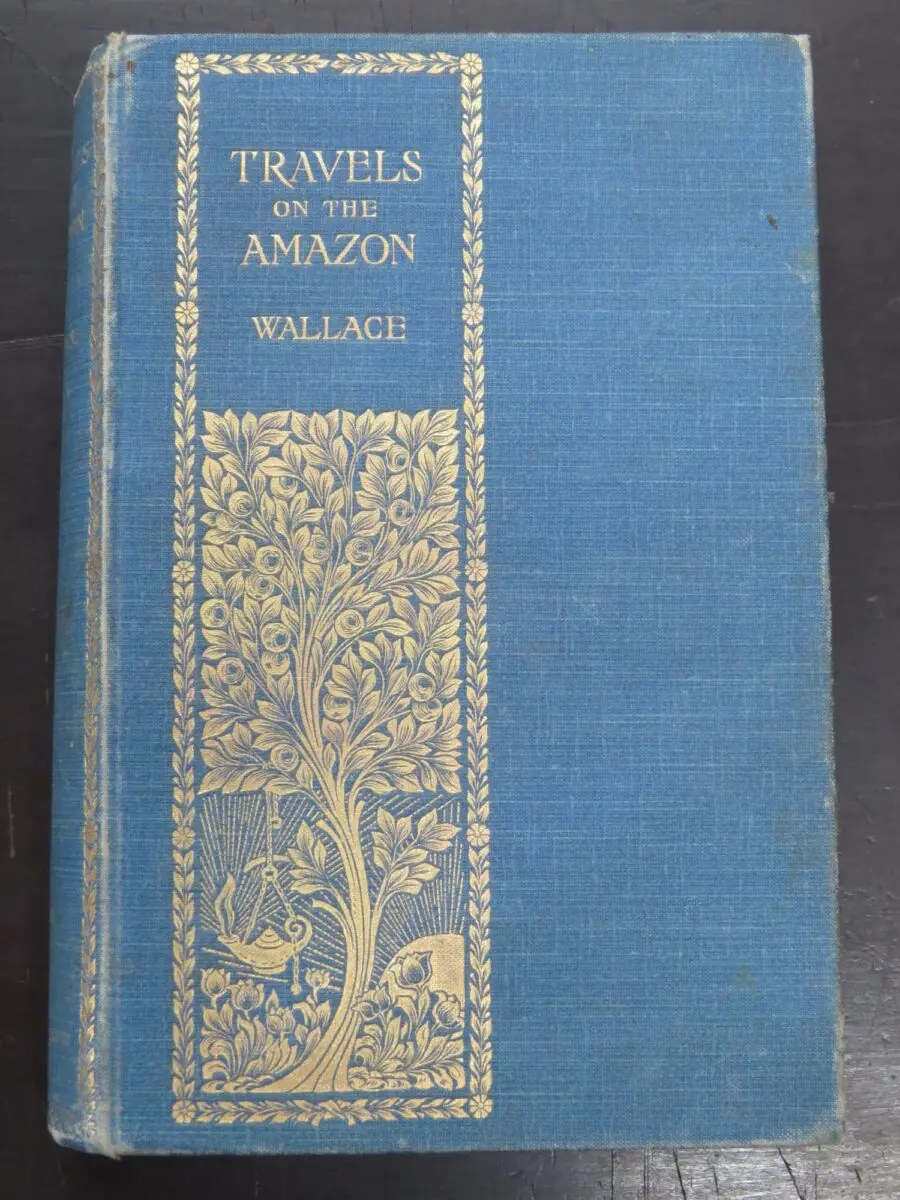 TRAVELS
ON THE
AMAZON
WALLACE